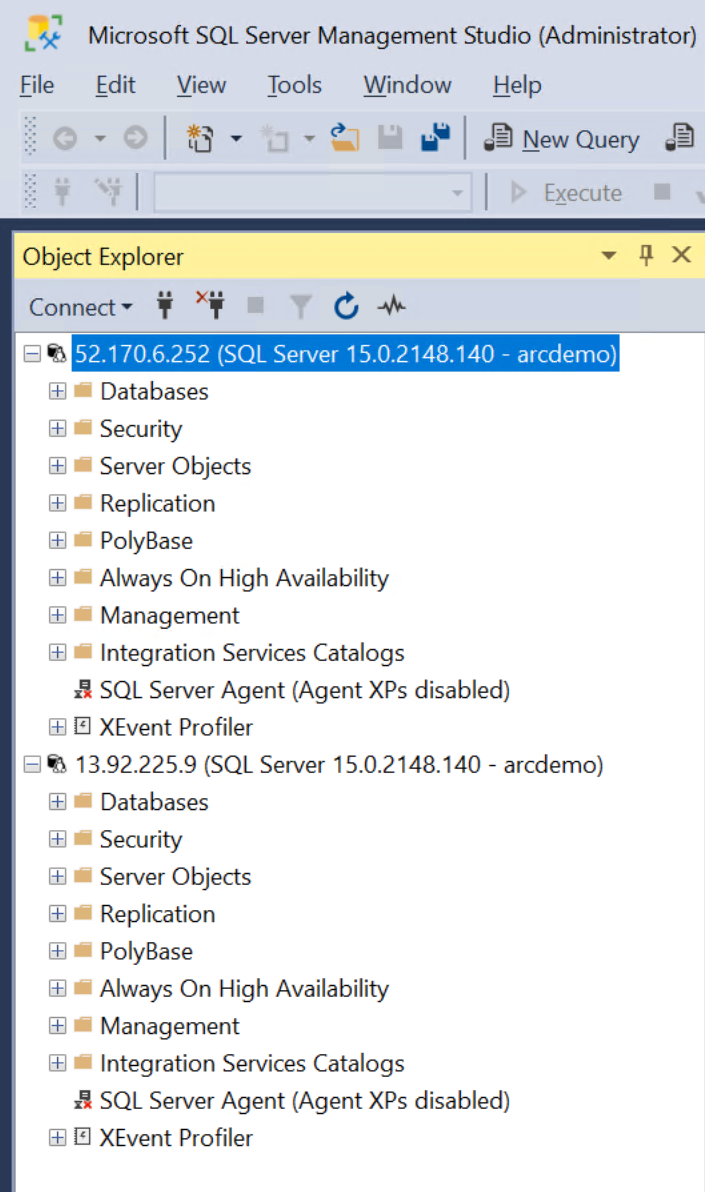 Microsoft SQL Server Management Studio (Administrator)
File Edit View Tools Window Help
New Query
Execute
Object Explorer
Connect
52.170.6.252 (SQL Server 15.0.2148.140 - arcdemo)
Databases
Security
Server Objects
Replication
PolyBase
Always On High Availability
Management
Integration Services Catalogs
SQL Server Agent (Agent XPs disabled)
XEvent Profiler
13.92.225.9 (SQL Server 15.0.2148.140 - arcdemo)
Databases
Security
Server Objects
Replication
PolyBase
Always On High Availability
Management
Integration Services Catalogs
SQL Server Agent (Agent XPs disabled)
XEvent Profiler